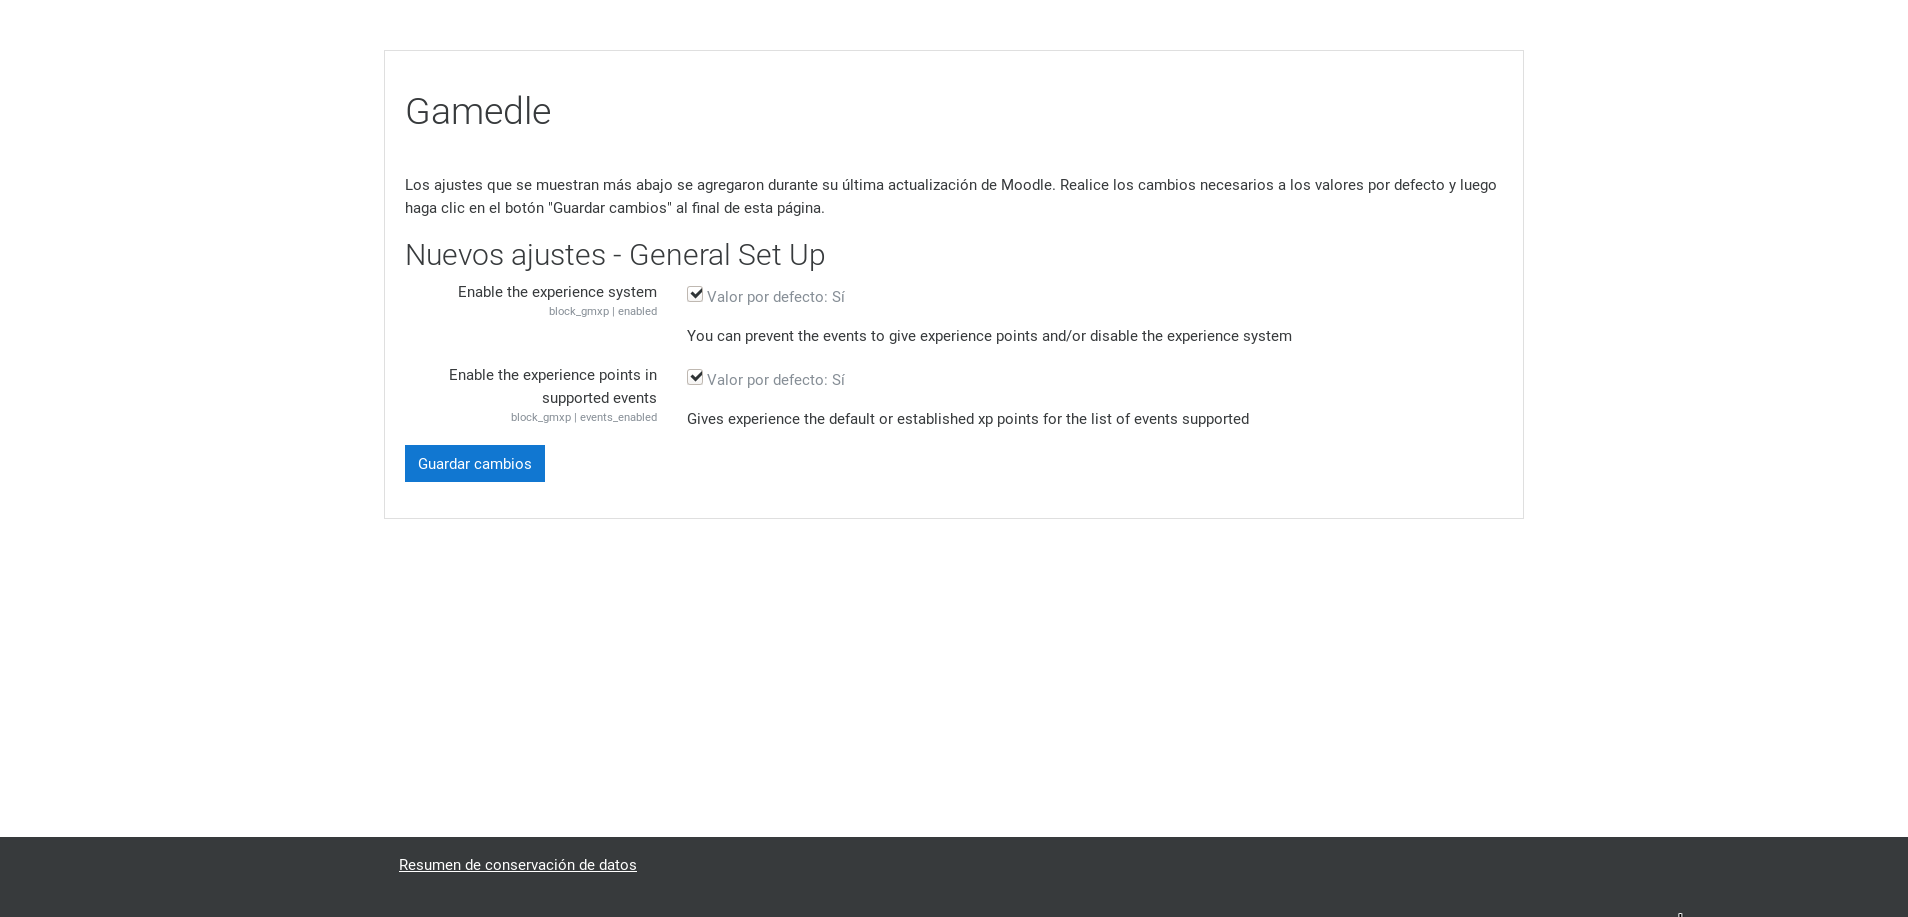 Gamedle
Los ajustes que se muestran más abajo se agregaron durante su última actualización de Moodle. Realice los cambios necesarios a los valores por defecto y luego
haga clic en el botón "Guardar cambios" al final de esta página.
Nuevos ajustes - General Set Up
Enable the experience system
block_gmxp | enabled
Valor por defecto: Sí
You can prevent the events to give experience points and/or disable the experience system
Enable the experience points in
supported events
block_gmxp | events_enabled
Valor por defecto: Sí
Gives experience the default or established xp points for the list of events supported
Guardar cambios
Resumen de conservación de datos